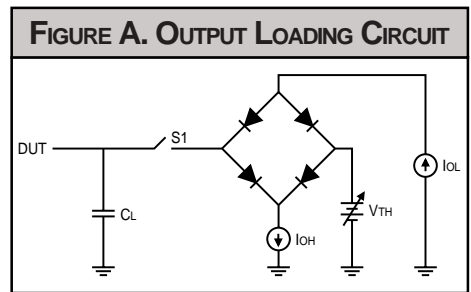 FIGURE A. OUTPUT LOADING CIRCUIT
DUT
S1
CL
IOH
VTH
IOL